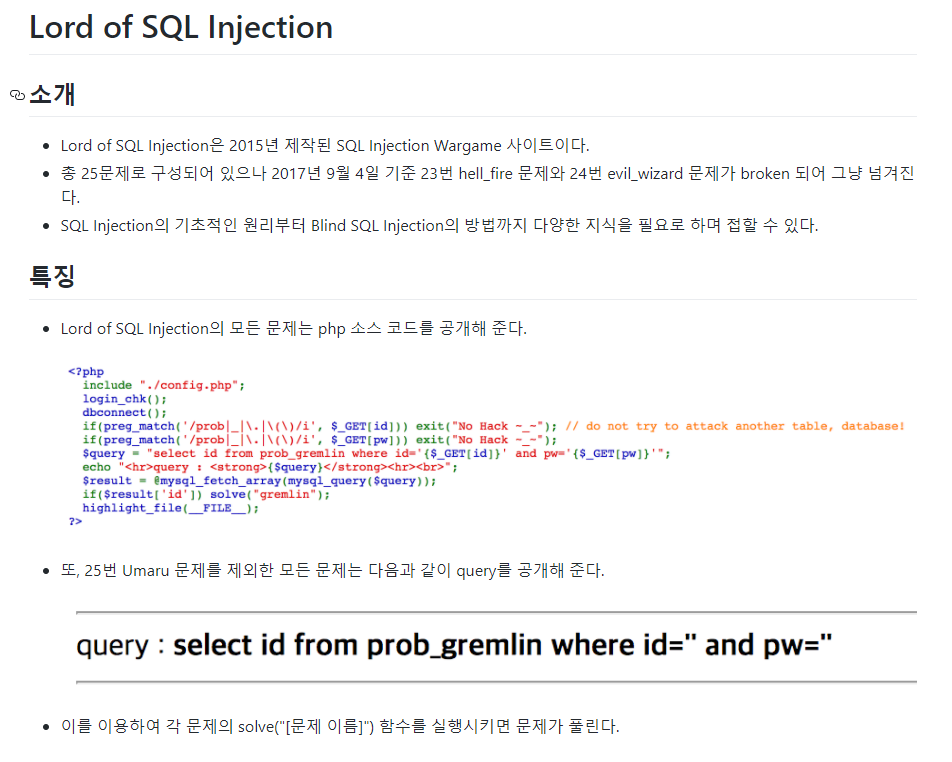 Lord of SQL Injection
소개
Lord of SQL Injection은 2015년 제작된 SQL Injection Wargame 사이트이다.
총 25문제로 구성되어 있으나 2017년 9월 4일 기준 23번 hell_fire 문제와 24번 evil_wizard 문제가 broken 되어 그냥 넘겨진
다.
SQL Injection의 기초적인 원리부터 Blind SQL Injection의 방법까지 다양한 지식을 필요로 하며 접할 수 있다.
특징
Lord of SQL Injection의 모든 문제는 php 소스 코드를 공개해 준다.
<?php
include "./config.php";
login_chk();
dbconnect();
if(preg_match('/prob|_|\.|\(\)/i', $_GET[id])) exit("No Hack ~_~"); // do not try to attack another table, database!
if(preg_match('/prob|_|\.|\(\)/i', $_GET[pw])) exit("No Hack ~_~");
$query = "select id from prob_gremlin where id='{$_GET[id]}' and pw='{$_GET[pw]}'";
echo "<hr>query : <strong>{$query}</strong><hr><br>";
$result = @mysql_fetch_array(mysql_query($query));
if($result['id']) solve("gremlin");
highlight_file(__FILE__);
?>
또, 25번 Umaru 문제를 제외한 모든 문제는 다음과 같이 query를 공개해 준다.
query : select id from prob_gremlin where id='' and pw=''
이를 이용하여 각 문제의 solve("[문제 이름]") 함수를 실행시키면 문제가 풀린다.